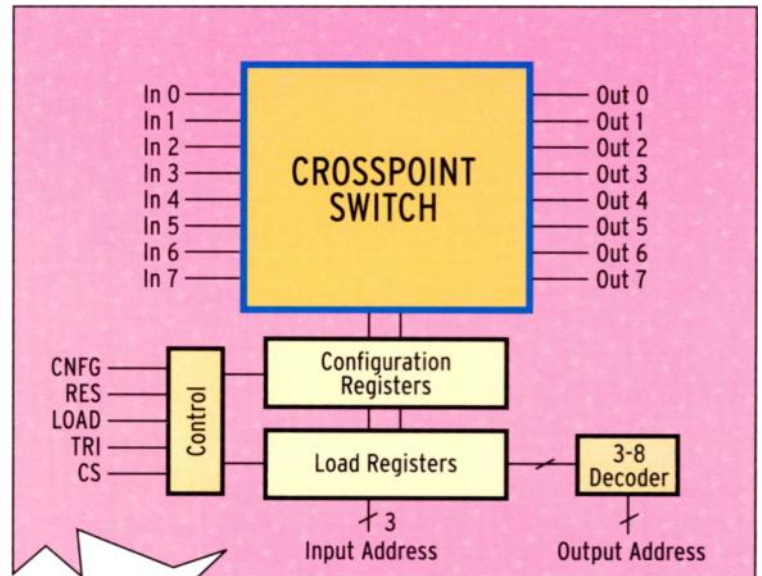 In 0
In 1
In 2
In 3
In 4
In 5
In 6
In 7
CROSSPOINT
SWITCH
Out 0
Out 1
Out 2
Out 3
Out 4
Out 5
Out 6
Out 7
CNFG
RES
LOAD
TRI
CS
Control
Configuration
Registers
Load Registers
3-8
Decoder
3
Input Address
Output Address